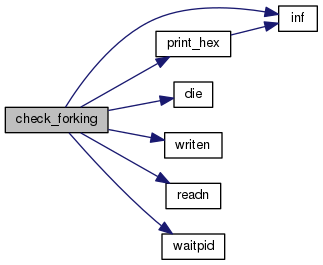 inf
print_hex
die
check_forking
writen
readn
waitpid